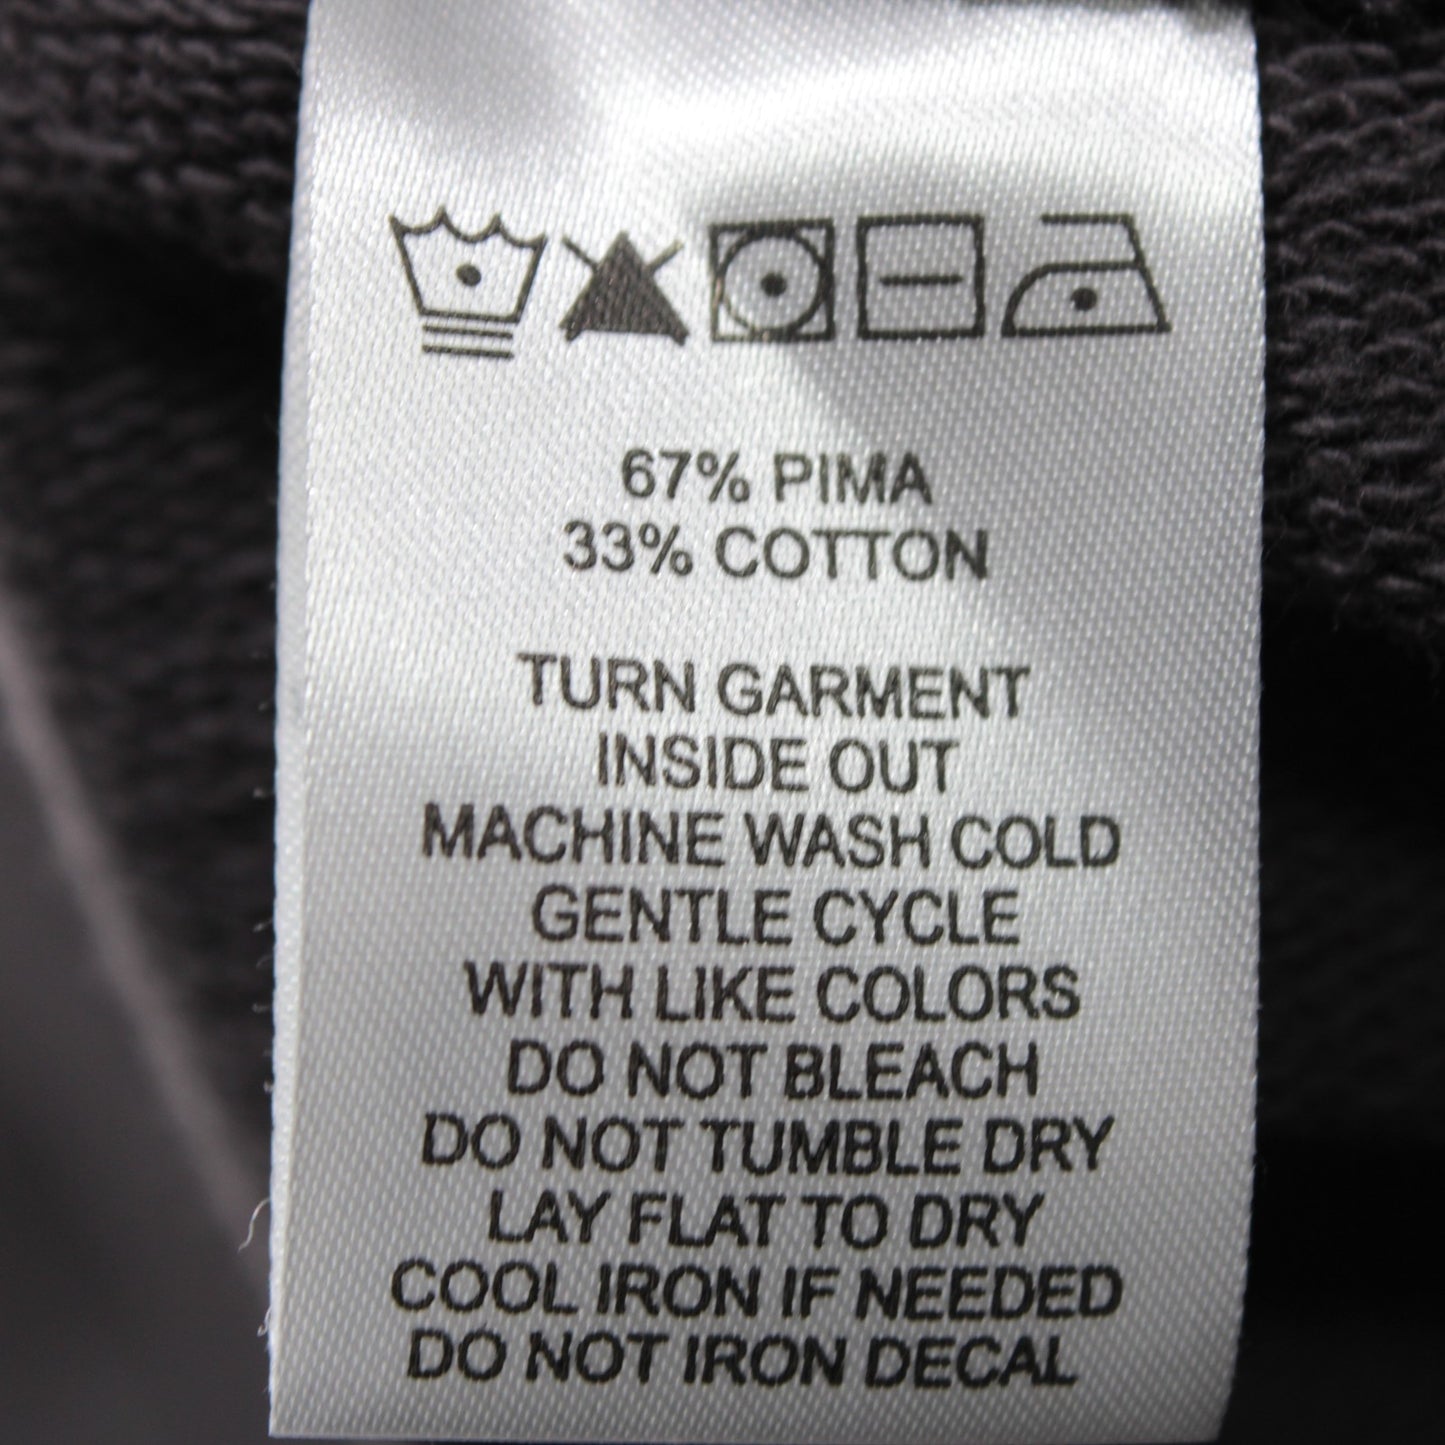 67% PIMA
33% COTTON
TURN GARMENT
INSIDE OUT
MACHINE WASH COLD
GENTLE CYCLE
WITH LIKE COLORS
DO NOT BLEACH
DO NOT TUMBLE DRY
LAY FLAT TO DRY
COOL IRON IF NEEDED
DO NOT IRON DECAL